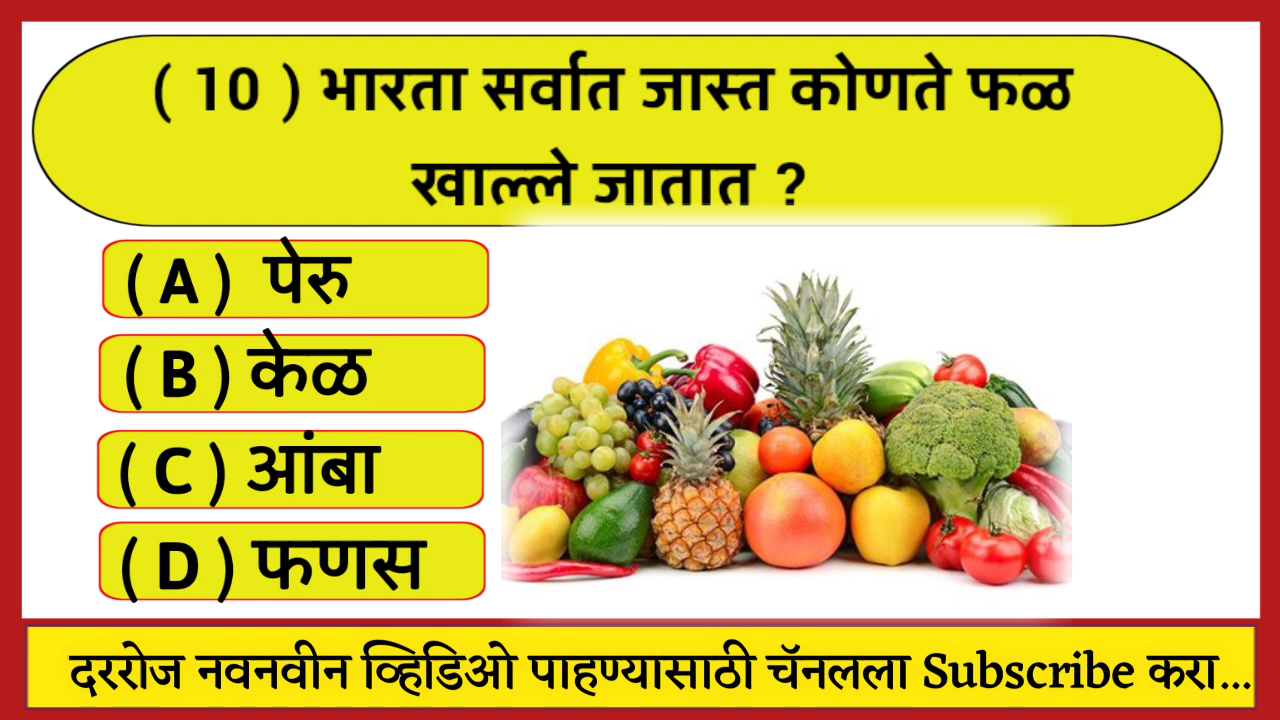 ( 10 ) भारता सर्वात जास्त कोणते फळ
खाल्ले जातात ?
( A ) पेरु
( B ) केळ
( C ) आंबा
( D ) फणस
दररोज नवनवीन व्हिडिओ पाहण्यासाठी चॅनलला Subscribe करा...